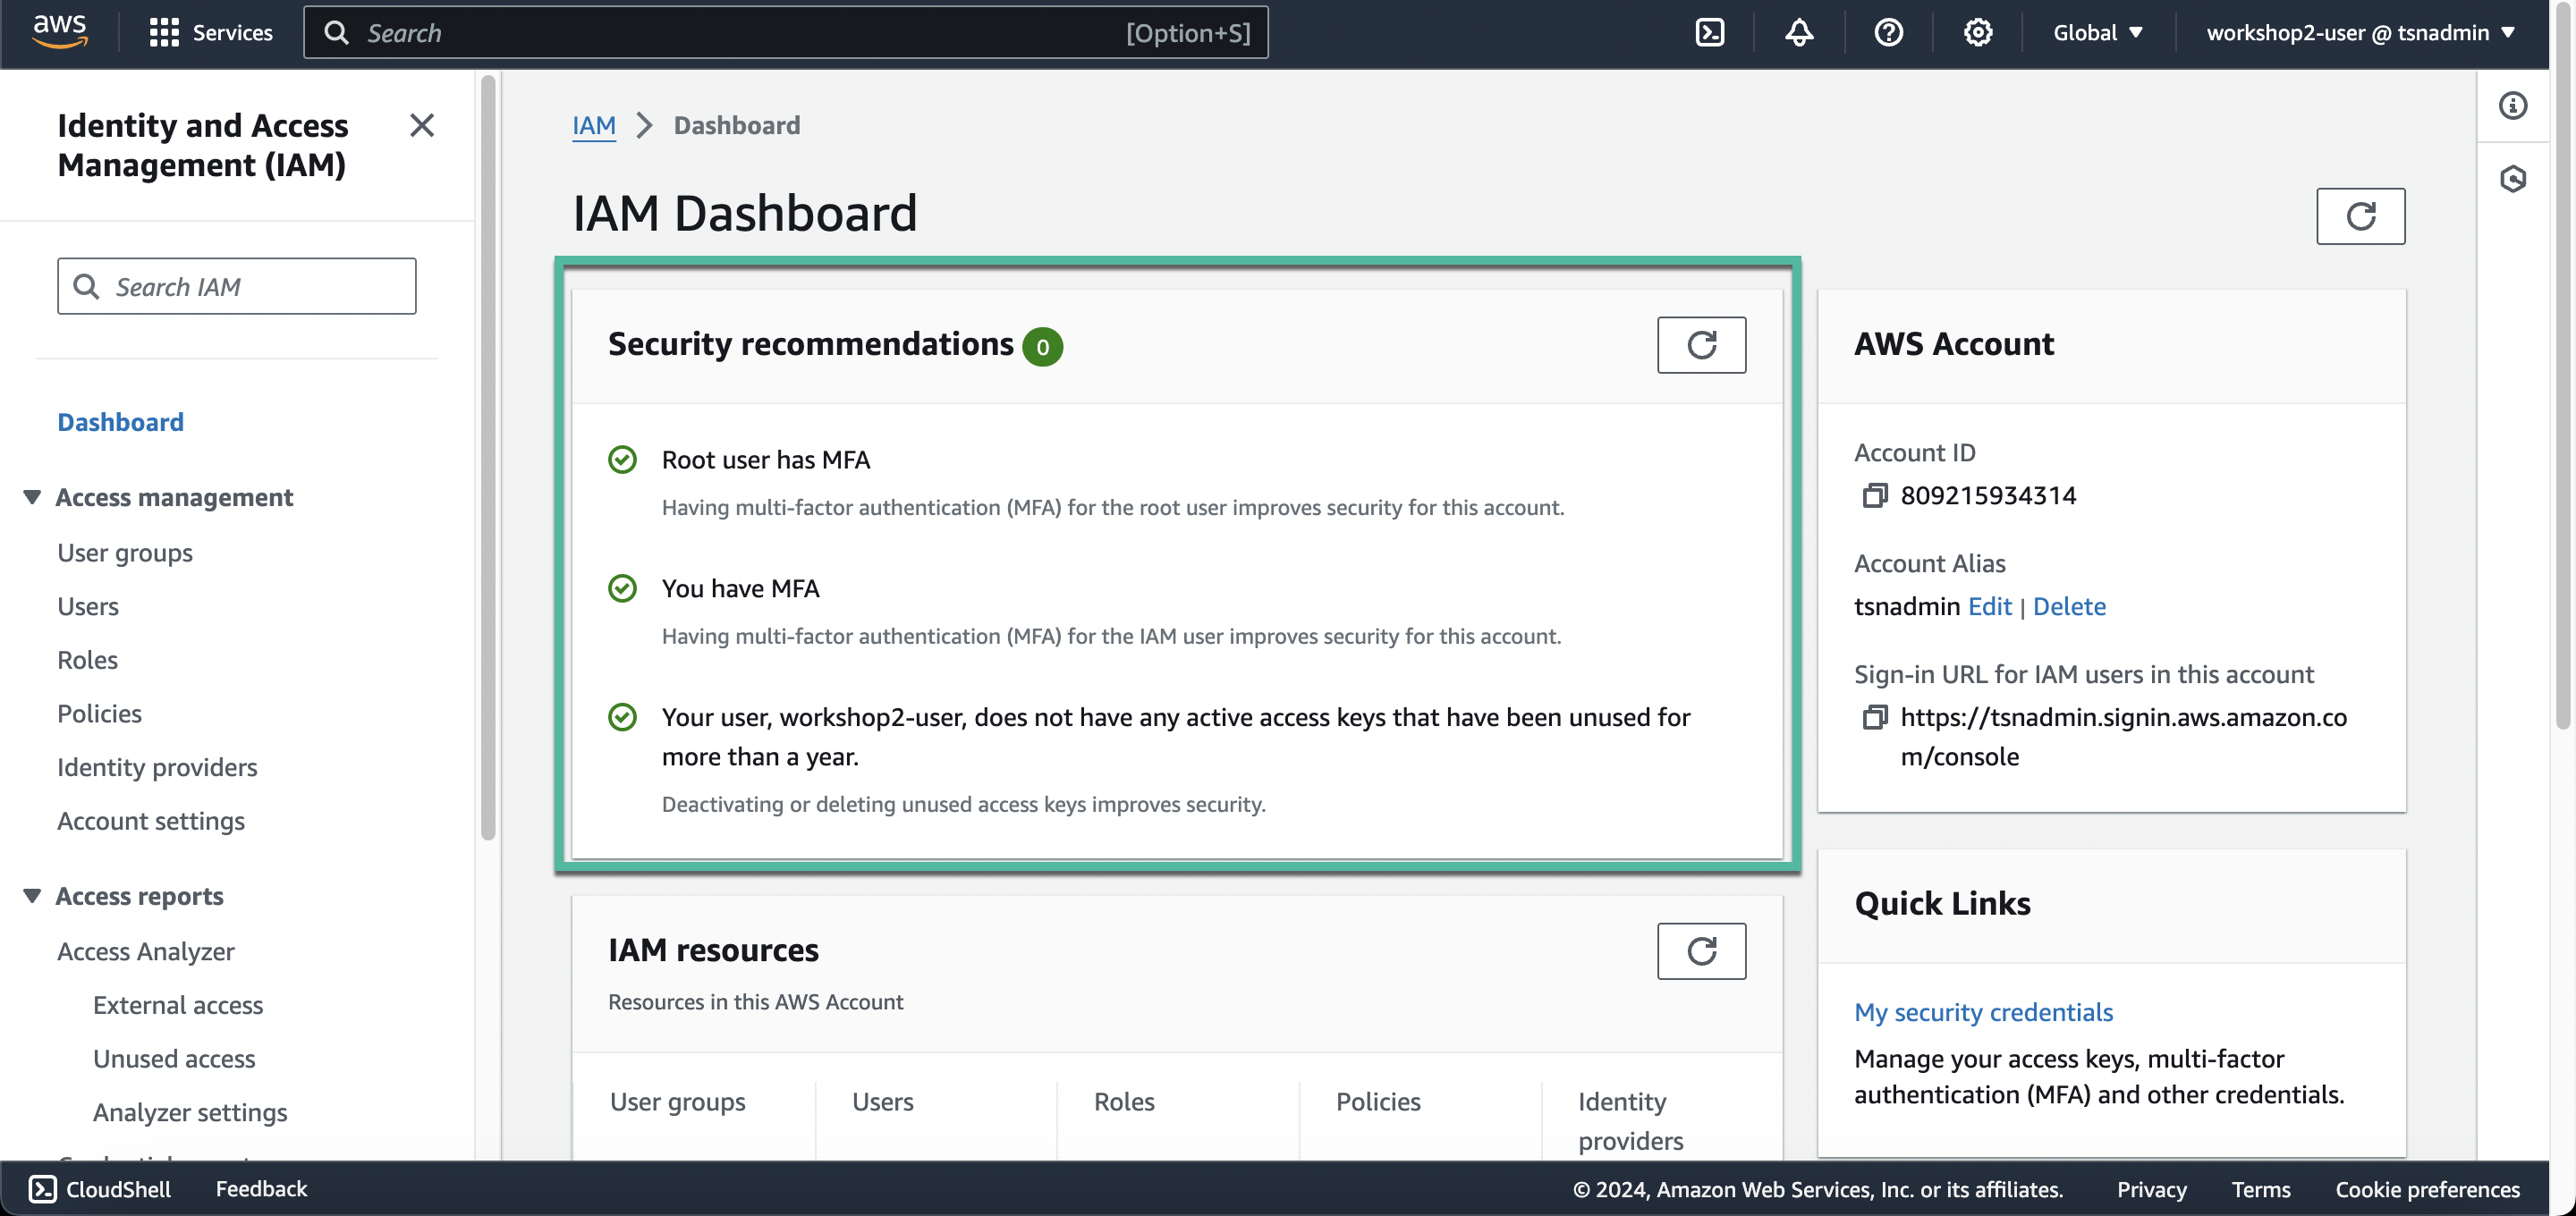 aws
Services
Search
[Option+S]
Global
workshop2-user @ tsnadmin
Identity and Access
Management (IAM)
Search IAM
Dashboard
Access management
User groups
Users
Roles
Policies
Identity providers
Account settings
Access reports
Access Analyzer
External access
Unused access
Analyzer settings
IAM
Dashboard
IAM Dashboard
Security recommendations 0
Root user has MFA
Having multi-factor authentication (MFA) for the root user improves security for this account.
You have MFA
Having multi-factor authentication (MFA) for the IAM user improves security for this account.
Your user, workshop2-user, does not have any active access keys that have been unused for
more than a year.
Deactivating or deleting unused access keys improves security.
IAM resources
Resources in this AWS Account
User groups
Users
Roles
Policies
Identity
providers
AWS Account
Account ID
809215934314
Account Alias
tsnadmin Edit | Delete
Sign-in URL for IAM users in this account
https://tsnadmin.signin.aws.amazon.co
m/console
Quick Links
My security credentials
Manage your access keys, multi-factor
authentication (MFA) and other credentials.
CloudShell
Feedback
© 2024, Amazon Web Services, Inc. or its affiliates.
Privacy
Terms
Cookie preferences